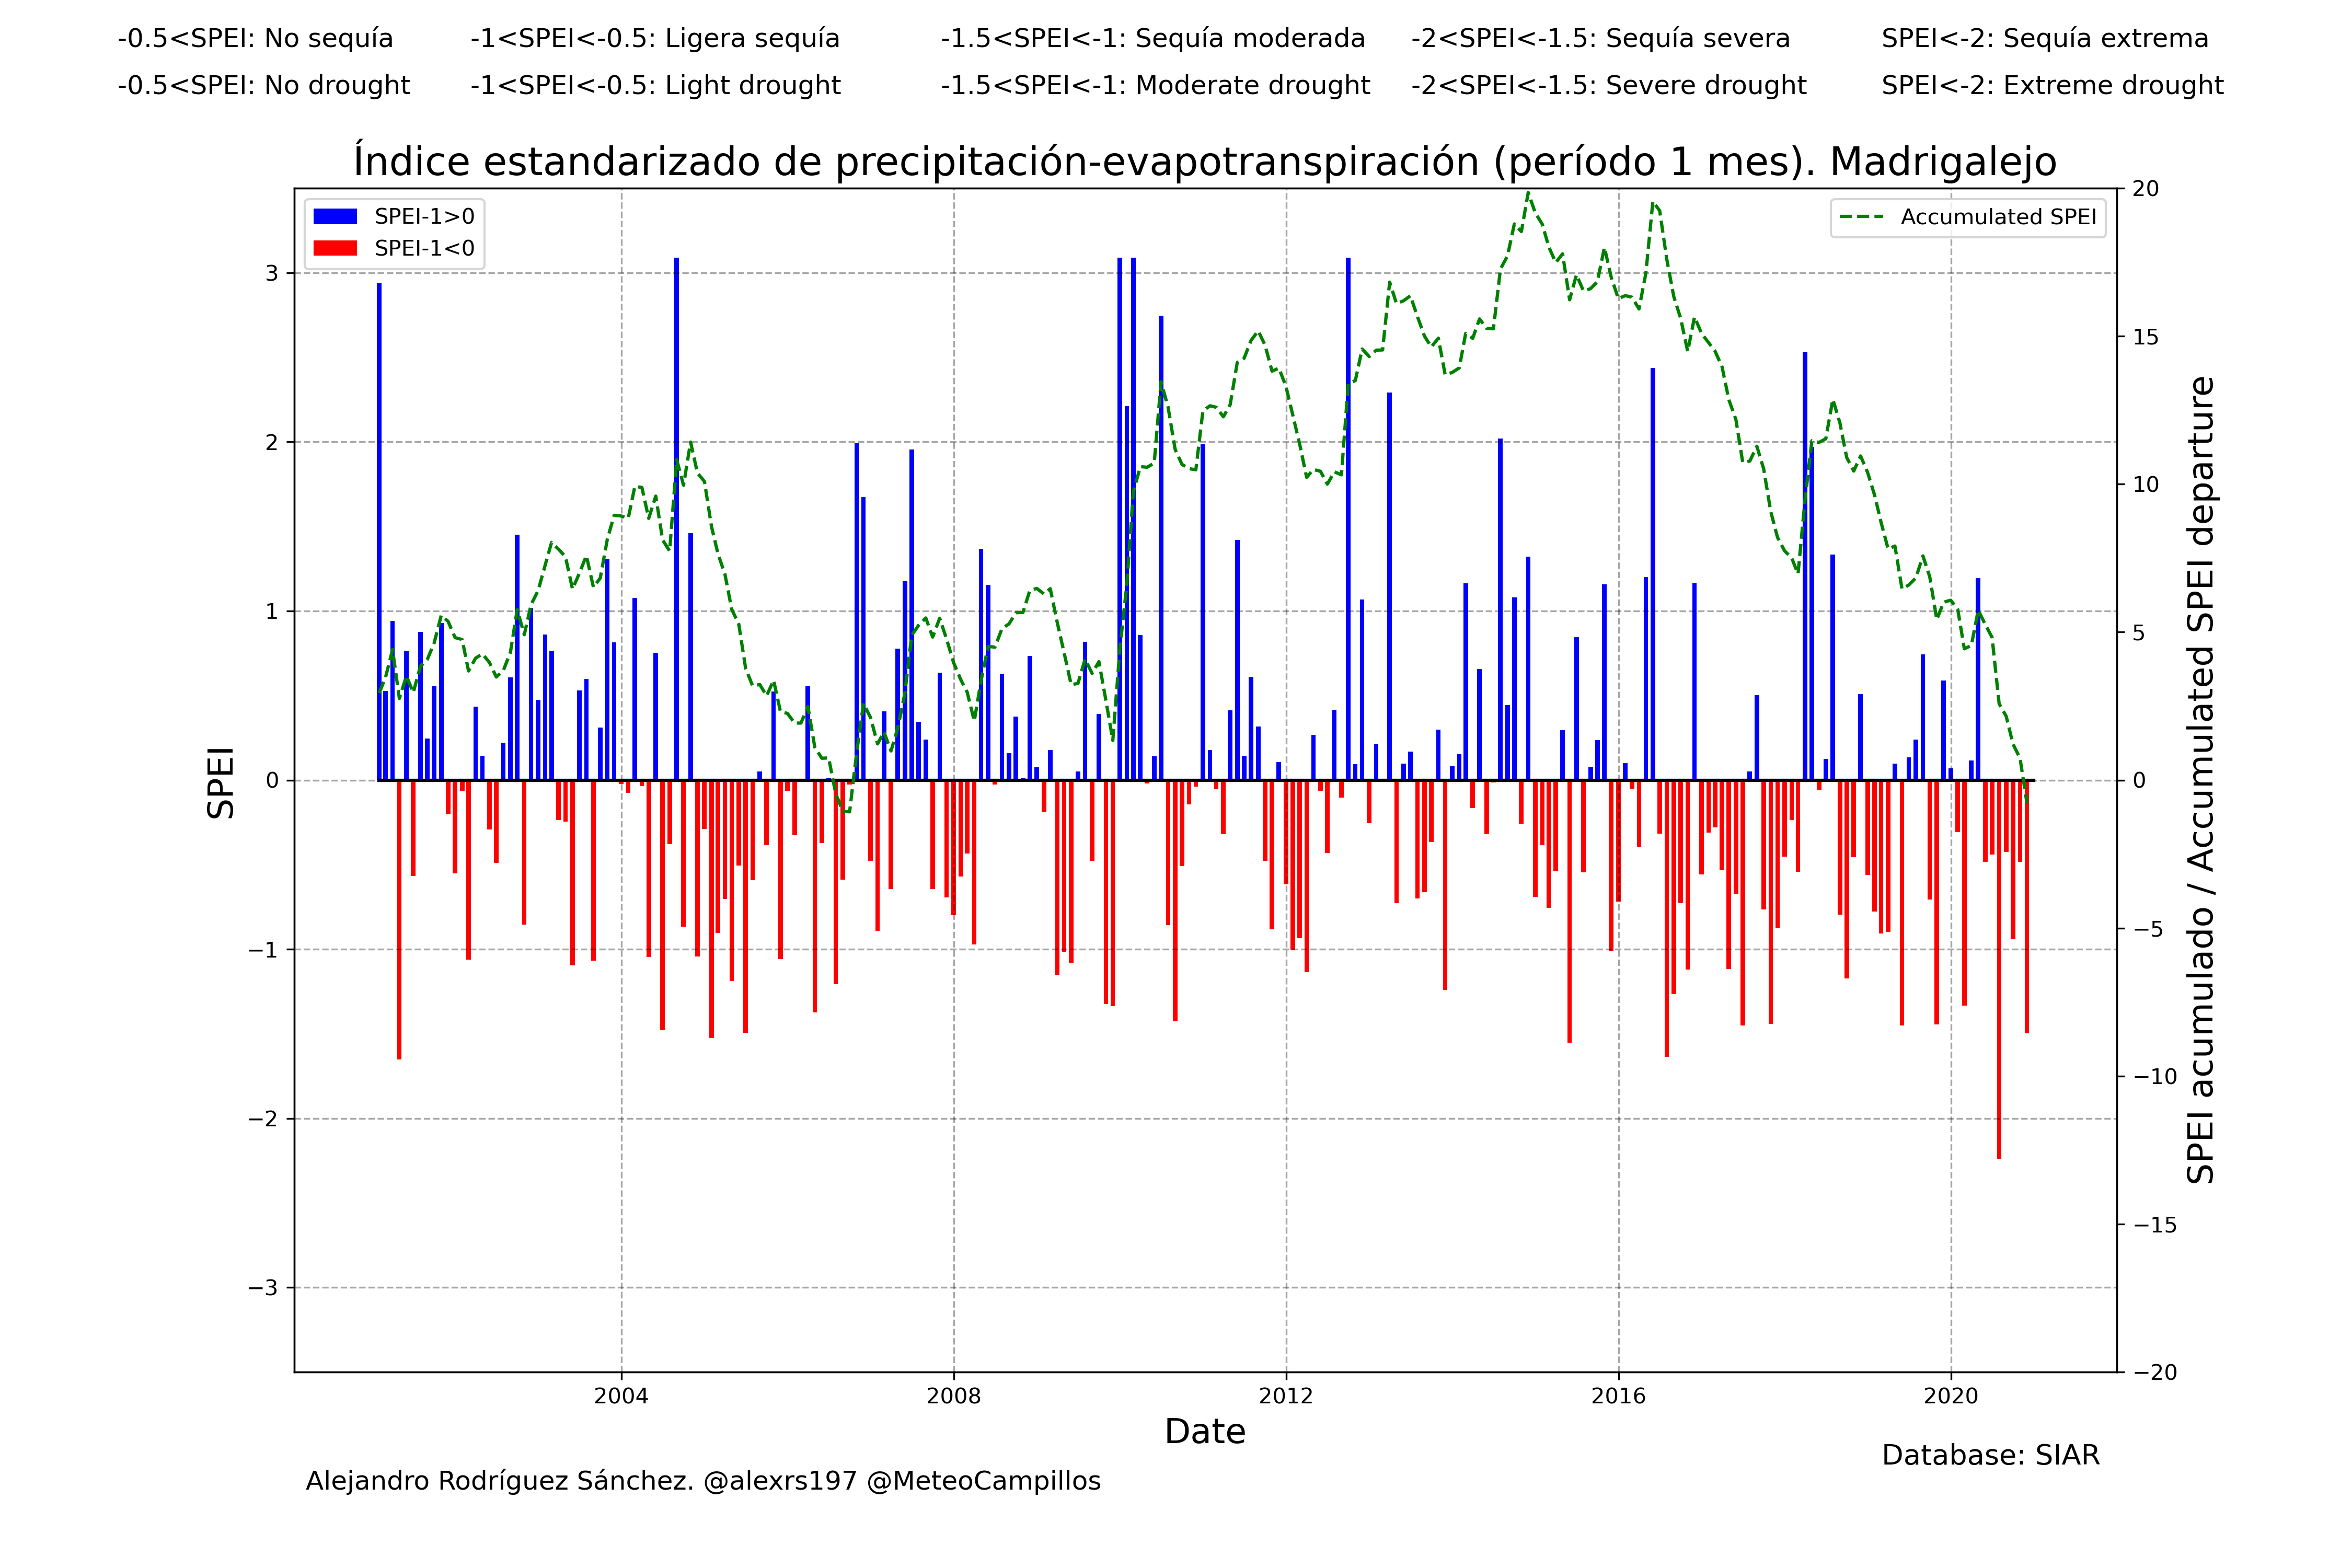 -0.5<SPEI: No sequía -1<SPEI<-0.5: Ligera sequía -1.5<SPEI<-1: Sequía moderada -2<SPEI<-1.5: Sequía severa SPEI<-2: Sequía extrema
-0.5<SPEI: No drought -1<SPEI<-0.5: Light drought -1.5<SPEI<-1: Moderate drought -2<SPEI<-1.5: Severe drought SPEI<-2: Extreme drought
Índice estandarizado de precipitación-evapotranspiración (período 1 mes). Madrigalejo
SPEI-1>0
SPEI-1<0
Accumulated SPEI
SPEI
3
2
1
0
−1
−2
−3
20
15
10
5
0
−5
−10
−15
−20
SPEI acumulado / Accumulated SPEI departure
2004 2008 2012 2016 2020
Date
Database: SIAR
Alejandro Rodríguez Sánchez. @alexrs197 @MeteoCampillos